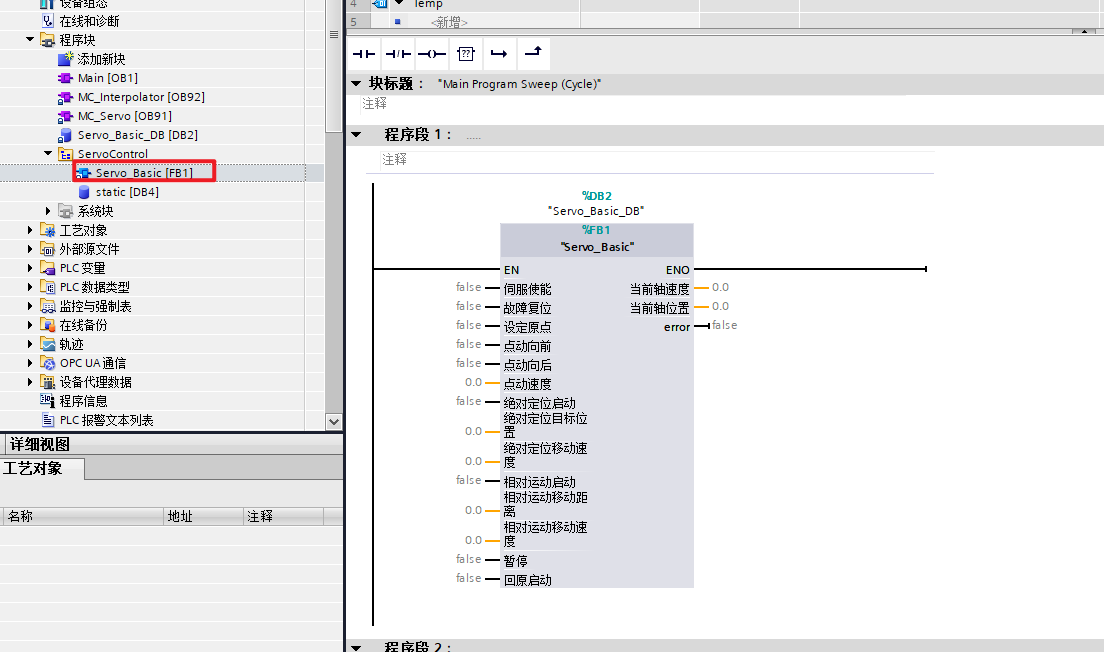 设备组态
在线和诊断
程序块
添加新块
Main [OB1]
MC_Interpolator [OB92]
MC_Servo [OB91]
Servo_Basic_DB [DB2]
ServoControl
Servo_Basic [FB1]
static [DB4]
系统块
工艺对象
外部源文件
PLC 变量
PLC 数据类型
监控与强制表
在线备份
轨迹
OPC UA 通信
设备代理数据
程序信息
PLC 报警文本列表
详细视图
工艺对象
名称 地址 注释
4 Temp
5 <新增>
??
块标题： "Main Program Sweep (Cycle)"
注释
程序段 1： .....
注释
%DB2
"Servo_Basic_DB"
%FB1
"Servo_Basic"
EN ENO
false 伺服使能 当前轴速度 0.0
false 故障复位 当前轴位置 0.0
false 设定原点 error false
false 点动向前
false 点动向后
0.0 点动速度
false 绝对定位启动
绝对定位目标位
0.0 置
绝对定位移动速
0.0 度
false 相对运动启动
相对运动移动距
0.0 离
相对运动移动速
0.0 度
false 暂停
false 回原启动
程序段 2：